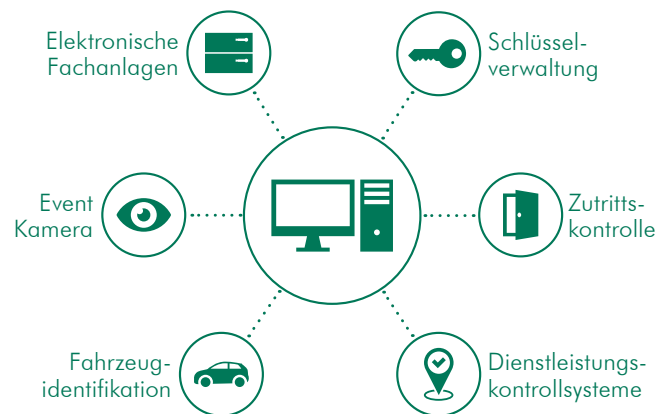 Elektronische
Fachanlagen
Schlüssel-
verwaltung
Event
Kamera
Zutritts-
kontrolle
Fahrzeug-
identifikation
Dienstleistungs-
kontrollsysteme